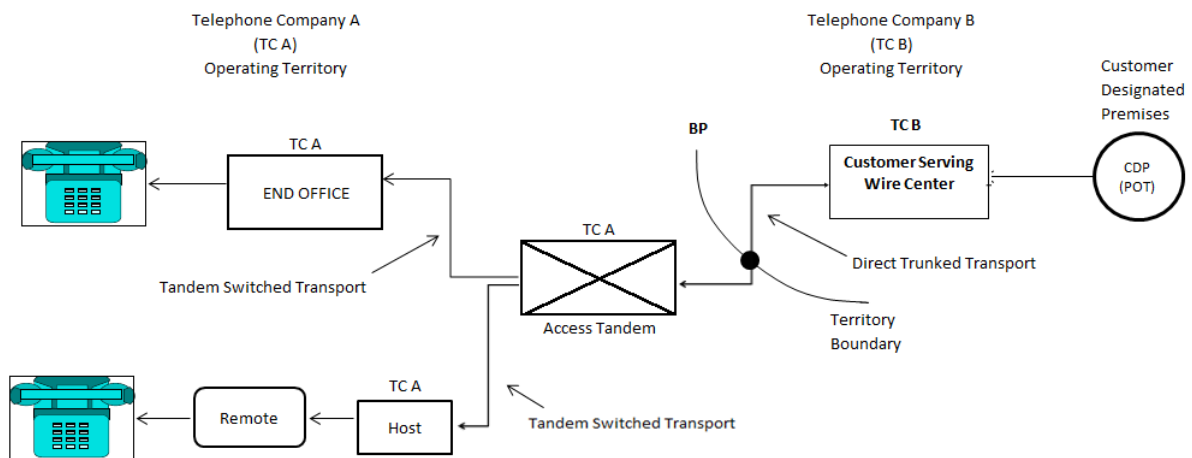 Telephone Company A
(TC A)
Operating Territory
Telephone Company B
(TC B)
Operating Territory
Customer
Designated
Premises
BP
TC A
END OFFICE
TC B
Customer Serving
Wire Center
CDP
(POT)
TC A
Access Tandem
Tandem Switched Transport
Direct Trunked Transport
Territory
Boundary
TC A
Remote
Host
Tandem Switched Transport